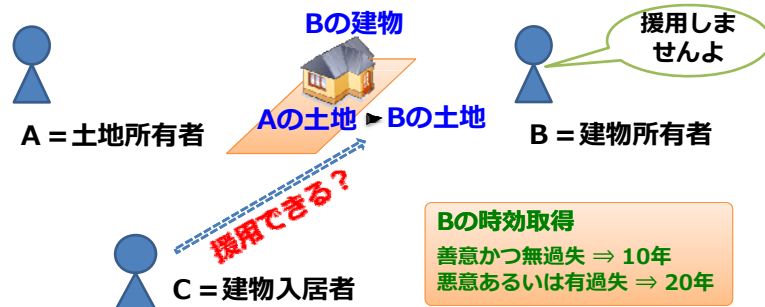 Bの建物
援用しま
せんよ
Aの土地 ► Bの土地
A＝土地所有者
B＝建物所有者
援用できる？
C＝建物入居者
Bの時効取得
善意かつ無過失 ⇒ 10年
悪意あるいは有過失 ⇒ 20年